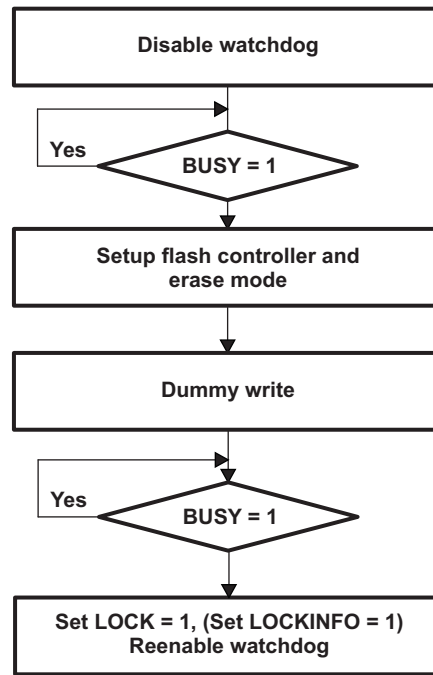 Disable watchdog
Yes
BUSY = 1
Setup flash controller and
erase mode
Dummy write
Yes
BUSY = 1
Set LOCK = 1, (Set LOCKINFO = 1)
Reenable watchdog